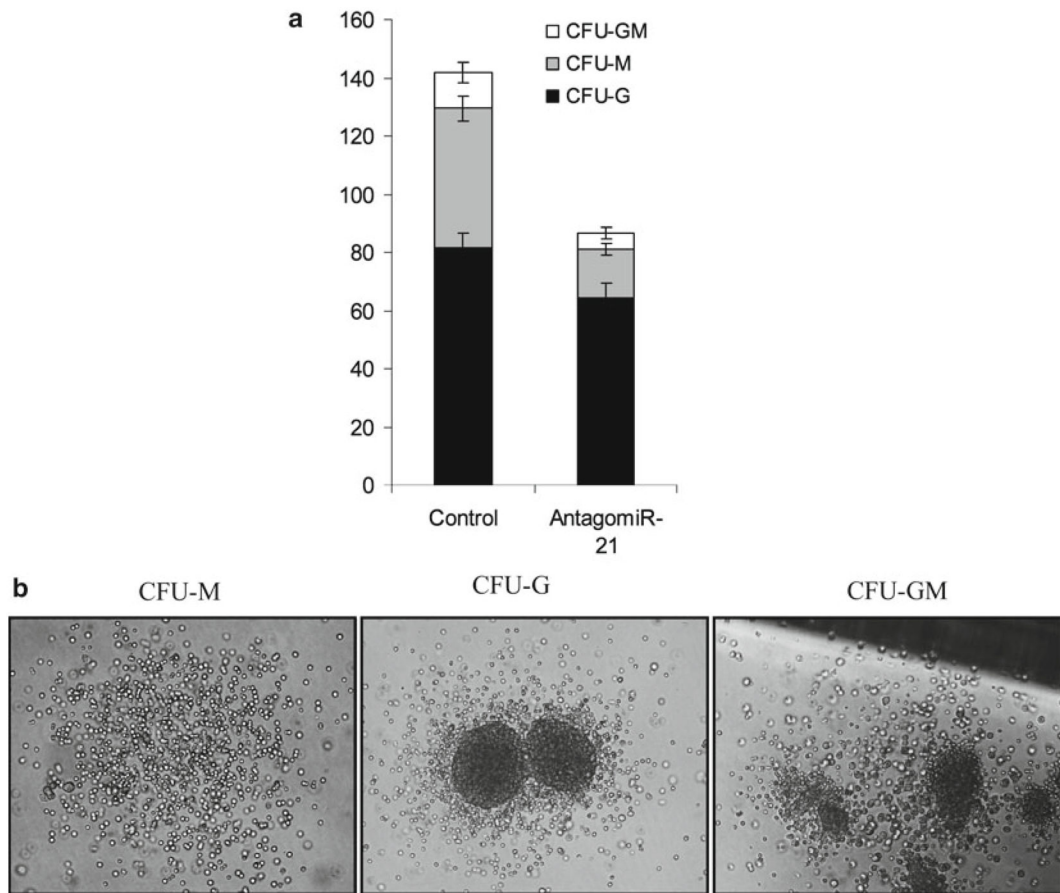 a
160
140
120
100
80
60
40
20
0
CFU-GM
CFU-M
CFU-G
Control
AntagomiR-
21
b
CFU-M
CFU-G
CFU-GM